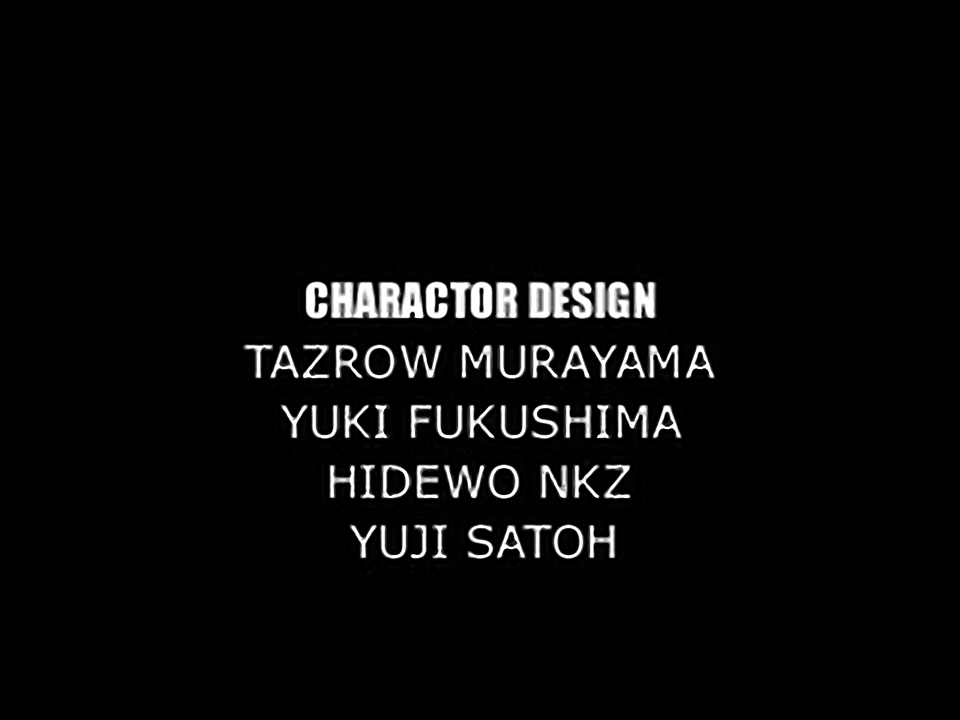 CHARACTOR DESIGN
TAZROW MURAYAMA
YUKI FUKUSHIMA
HIDEWO NKZ
YUJI SATOH